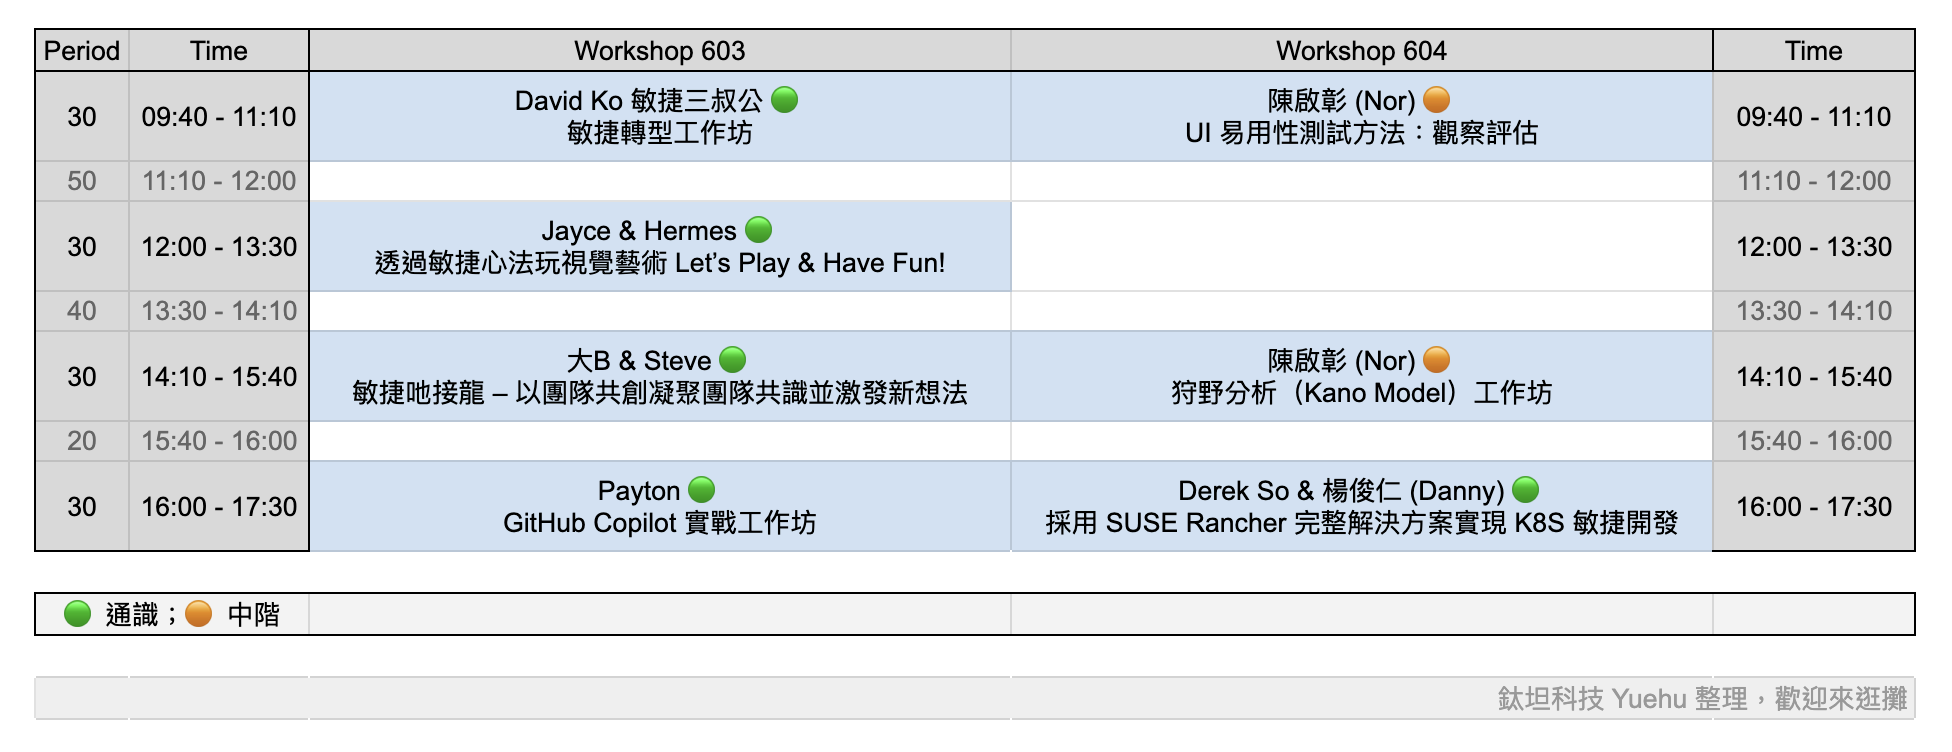 Period Time Workshop 603 Workshop 604 Time
30 09:40 - 11:10 David Ko 敏捷三叔公 🟢
敏捷轉型工作坊 陳啟彰 (Nor) 🟠
UI 易用性測試方法：觀察評估 09:40 - 11:10
50 11:10 - 12:00 11:10 - 12:00
30 12:00 - 13:30 Jayce & Hermes 🟢
透過敏捷心法玩視覺藝術 Let’s Play & Have Fun! 12:00 - 13:30
40 13:30 - 14:10 13:30 - 14:10
30 14:10 - 15:40 大B & Steve 🟢
敏捷吔接龍 – 以團隊共創凝聚團隊共識並激發新想法 陳啟彰 (Nor) 🟠
狩野分析（Kano Model）工作坊 14:10 - 15:40
20 15:40 - 16:00 15:40 - 16:00
30 16:00 - 17:30 Payton 🟢
GitHub Copilot 實戰工作坊 Derek So & 楊俊仁 (Danny) 🟢
採用 SUSE Rancher 完整解決方案實現 K8S 敏捷開發 16:00 - 17:30
🟢 通識；🟠 中階
鈦坦科技 Yuehu 整理，歡迎來逛攤